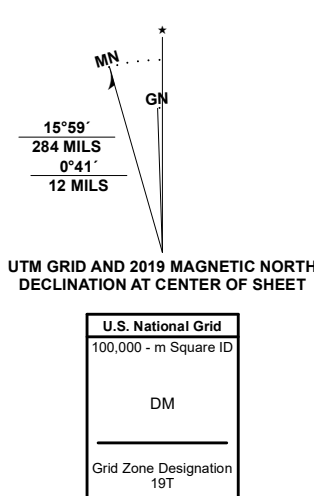 ★
MN
GN
15°59´
284 MILS
0°41´
12 MILS
UTM GRID AND 2019 MAGNETIC NORTH
DECLINATION AT CENTER OF SHEET
U.S. National Grid
100,000 - m Square ID
DM
Grid Zone Designation
19T